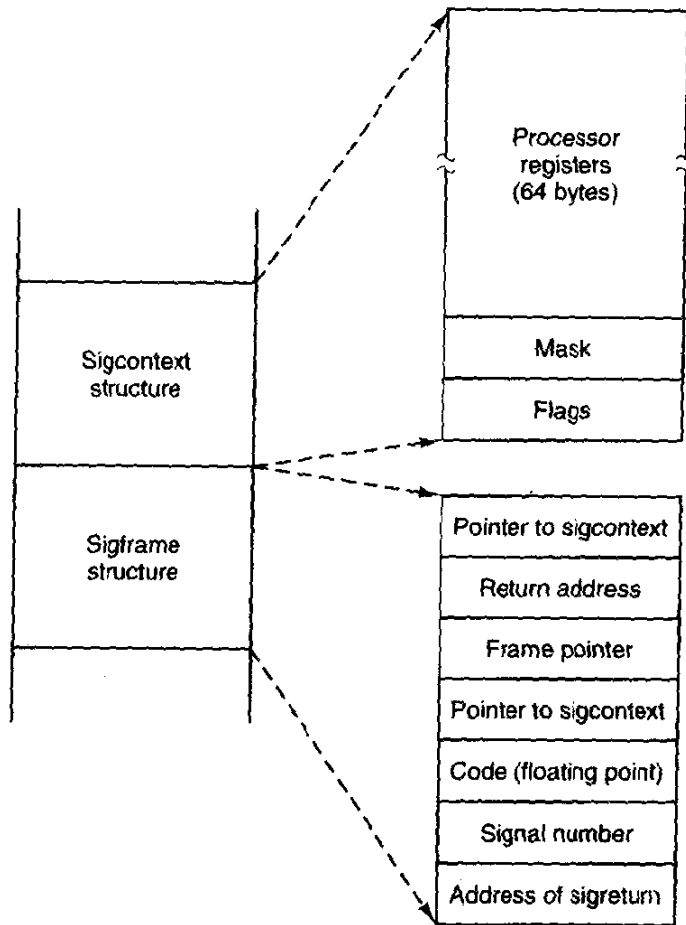 Processor
registers
(64 bytes)
Mask
Flags
Sigcontext
structure
Sigframe
structure
Pointer to sigcontext
Return address
Frame pointer
Pointer to sigcontext
Code (floating point)
Signal number
Address of sigreturn